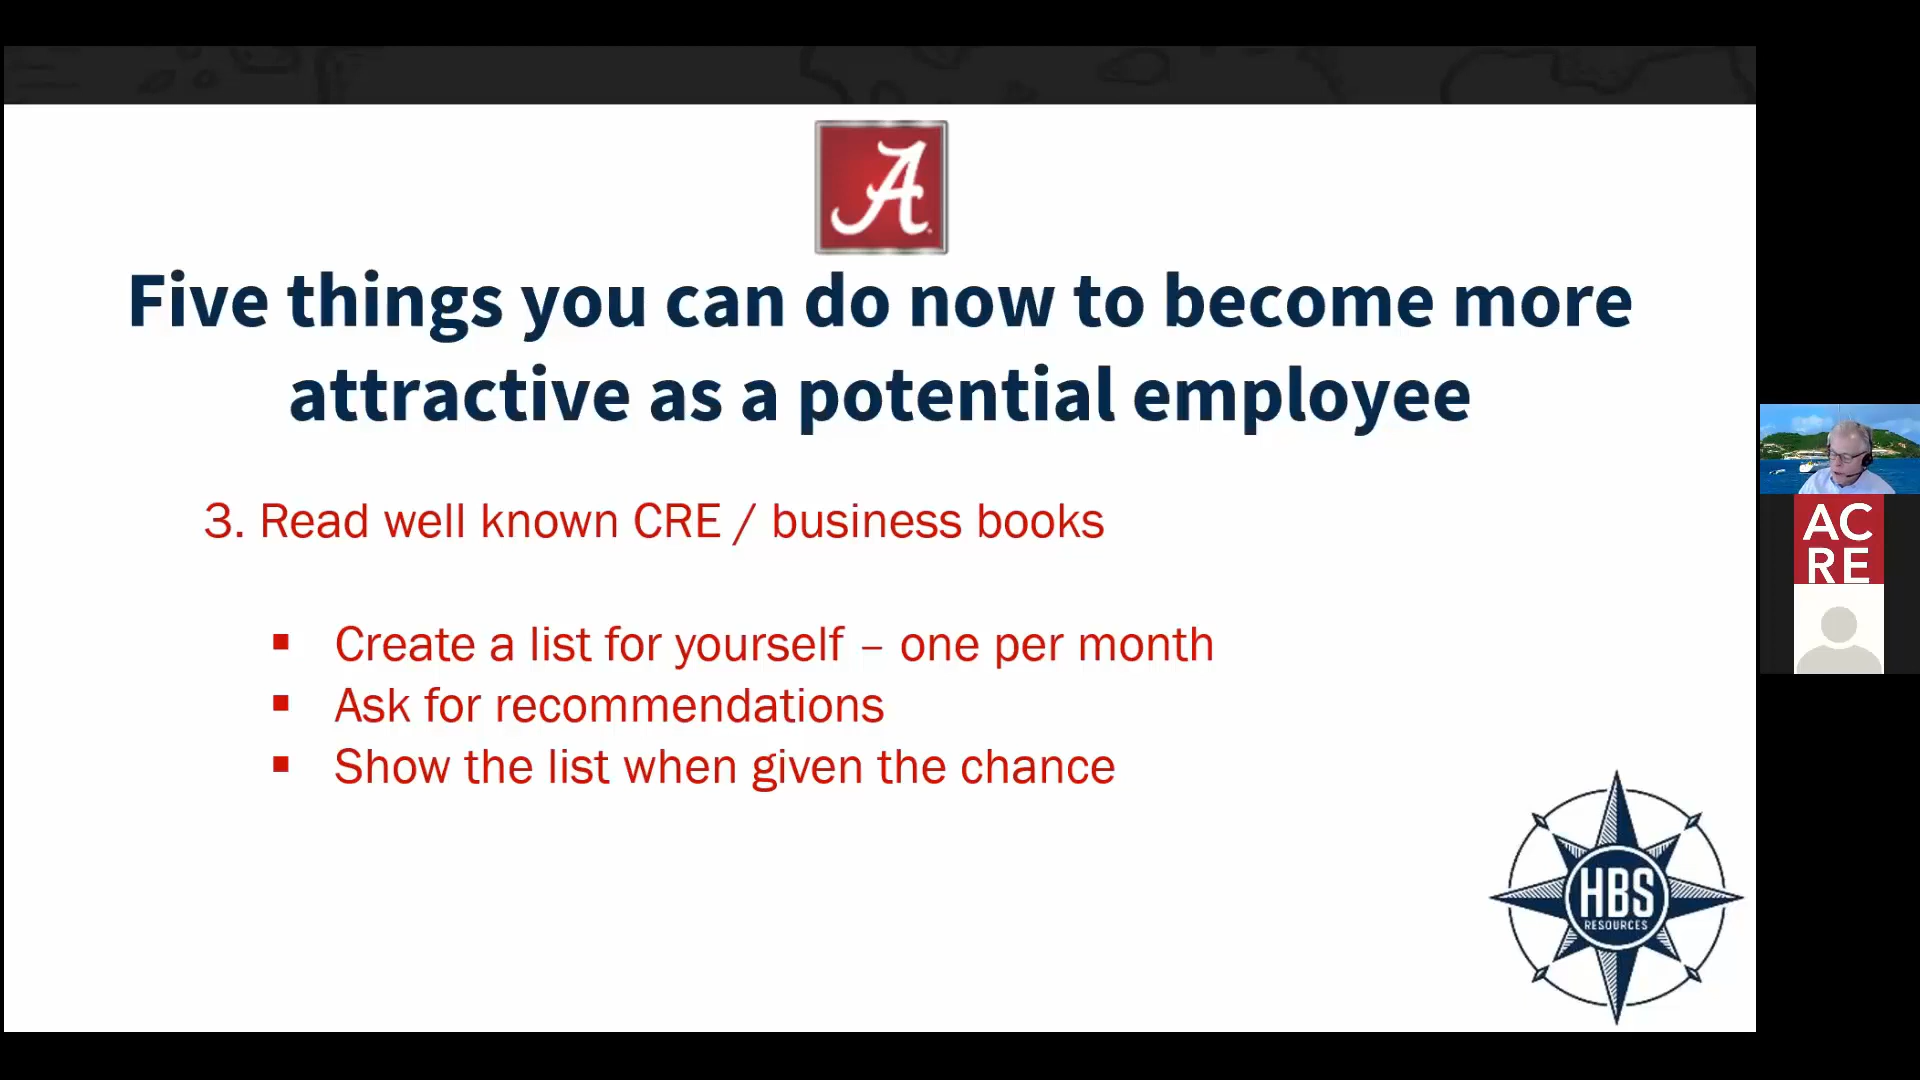 A
Five things you can do now to become more
attractive as a potential employee
3. Read well known CRE / business books
▪ Create a list for yourself – one per month
▪ Ask for recommendations
▪ Show the list when given the chance
HBS
RESOURCES
AC
RE